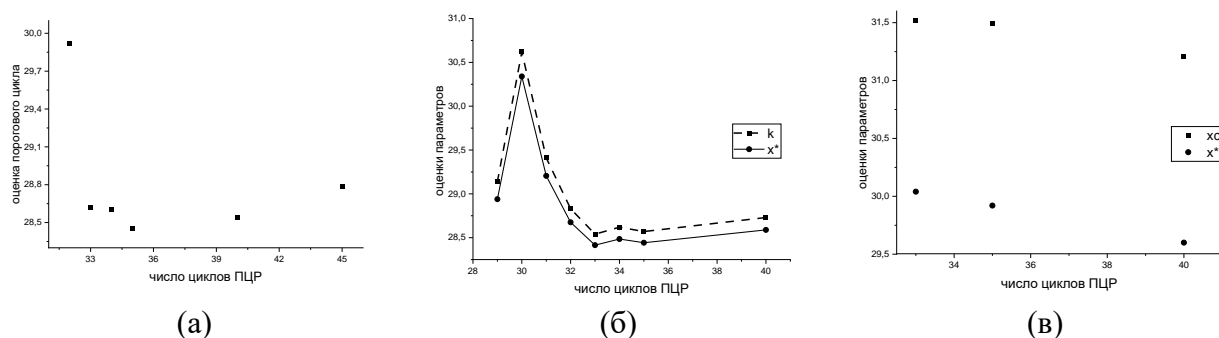 30,0
29,7
29,4
29,1
28,8
28,5
оценка порогового цикла
33 36 39 42 45
число циклов ПЦР
(а)
31,0
30,5
30,0
29,5
29,0
28,5
оценки параметров
k
x*
28 30 32 34 36 38 40
число циклов ПЦР
(б)
31,5
31,0
30,5
30,0
29,5
оценки параметров
x*
34 36 38 40
число циклов ПЦР
(в)